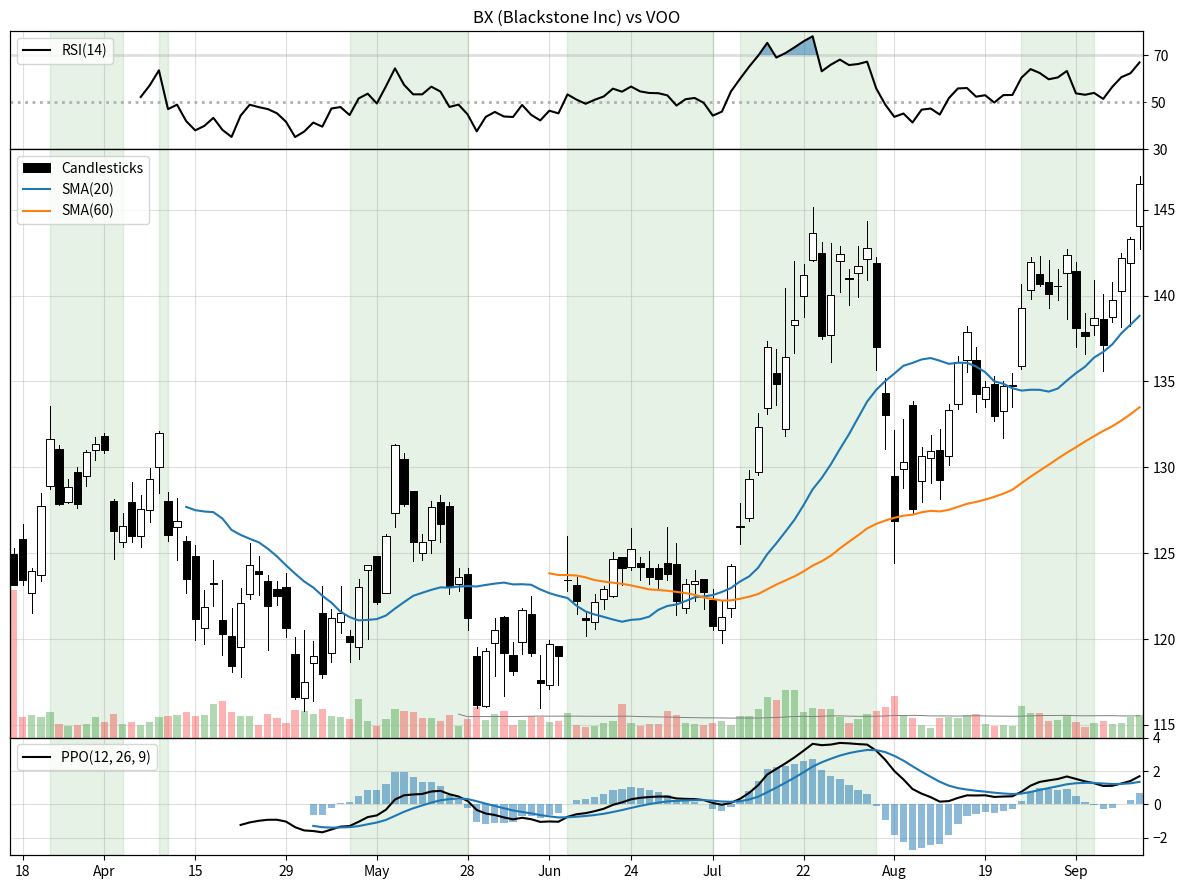 BX (Blackstone Inc) vs VOO
RSI(14)
70
50
30
Candlesticks
SMA(20)
SMA(60)
145
140
135
130
125
120
115
PPO(12, 26, 9)
4
2
0
−2
18 Apr 15 29 May 28 Jun 24 Jul 22 Aug 19 Sep